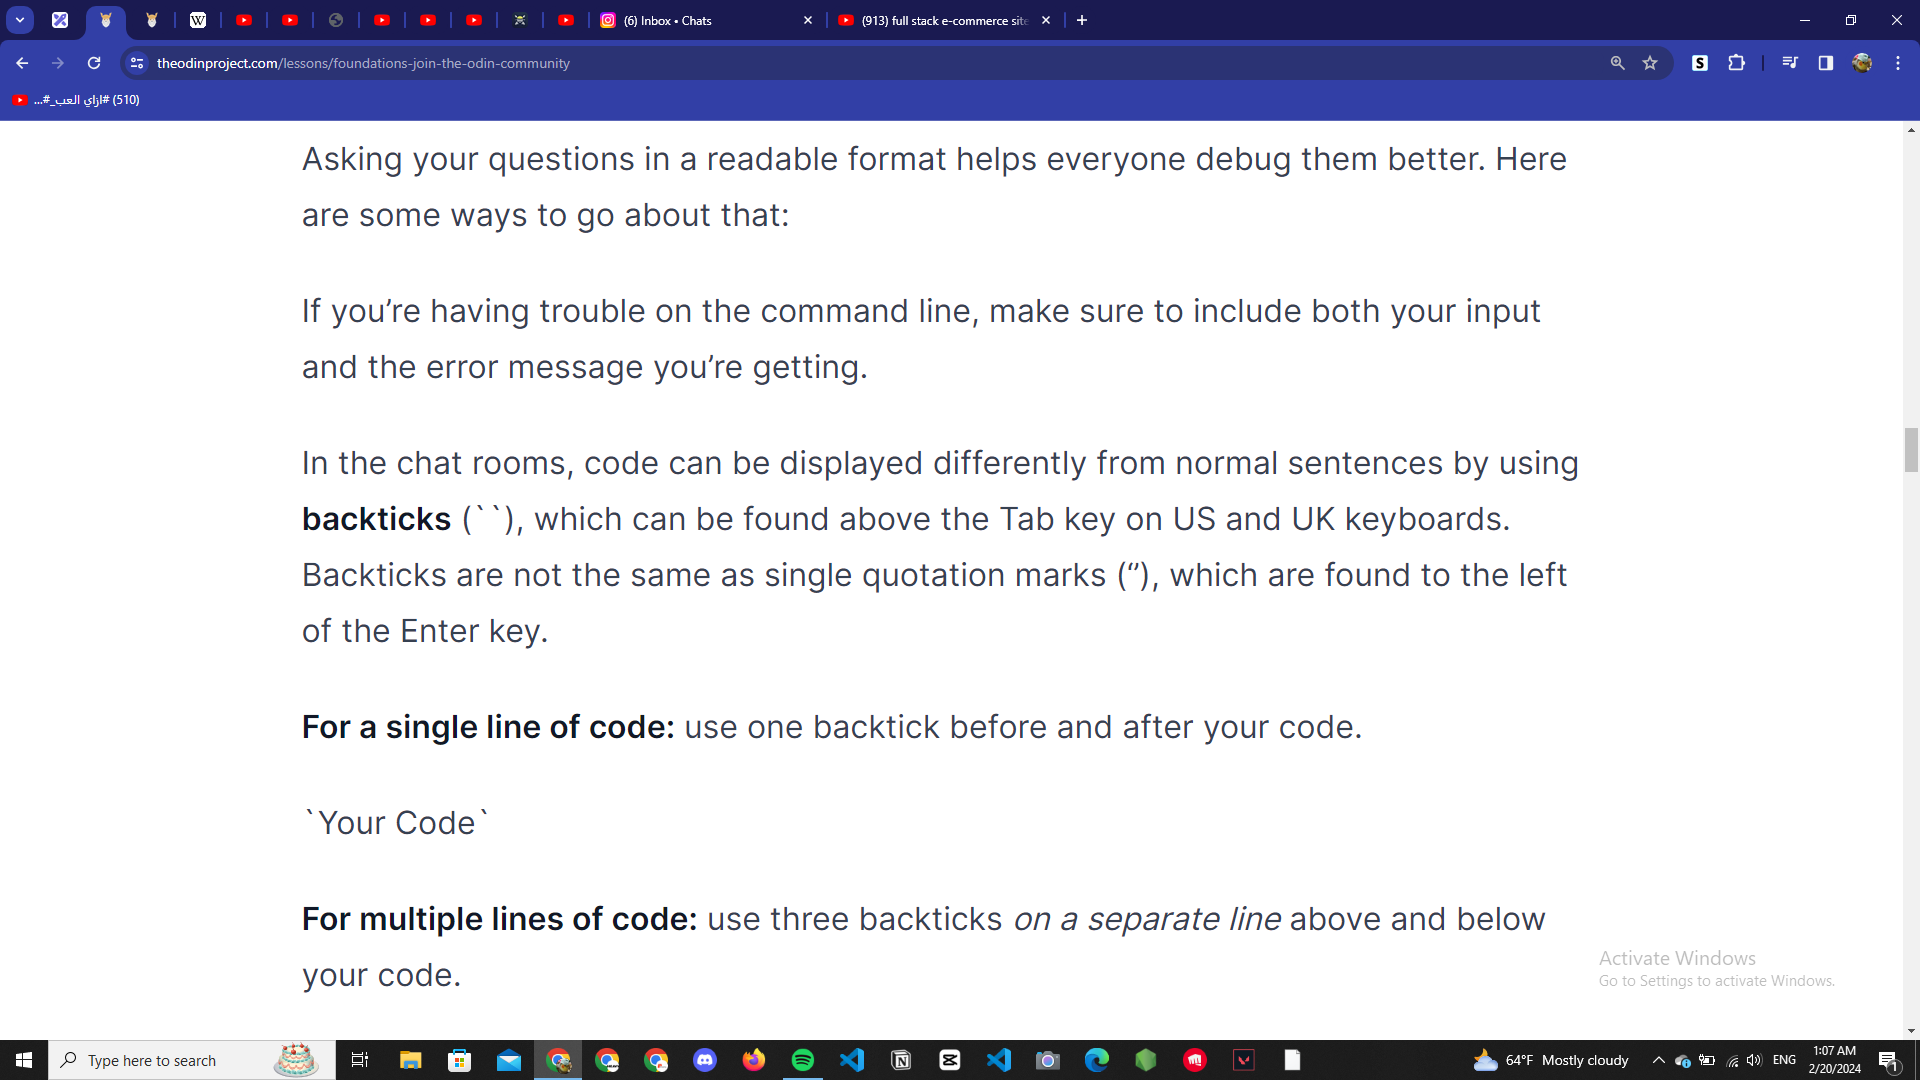 (6) Inbox • Chats
(913) full stack e-commerce site
theodinproject.com/lessons/foundations-join-the-odin-community
(510) #ازاي العب_#...
Asking your questions in a readable format helps everyone debug them better. Here
are some ways to go about that:
If you’re having trouble on the command line, make sure to include both your input
and the error message you’re getting.
In the chat rooms, code can be displayed differently from normal sentences by using
backticks (``), which can be found above the Tab key on US and UK keyboards.
Backticks are not the same as single quotation marks (‘’), which are found to the left
of the Enter key.
For a single line of code: use one backtick before and after your code.
`Your Code`
For multiple lines of code: use three backticks on a separate line above and below
your code.
Activate Windows
Go to Settings to activate Windows.
Type here to search
64°F Mostly cloudy
ENG
1:07 AM
2/20/2024
1